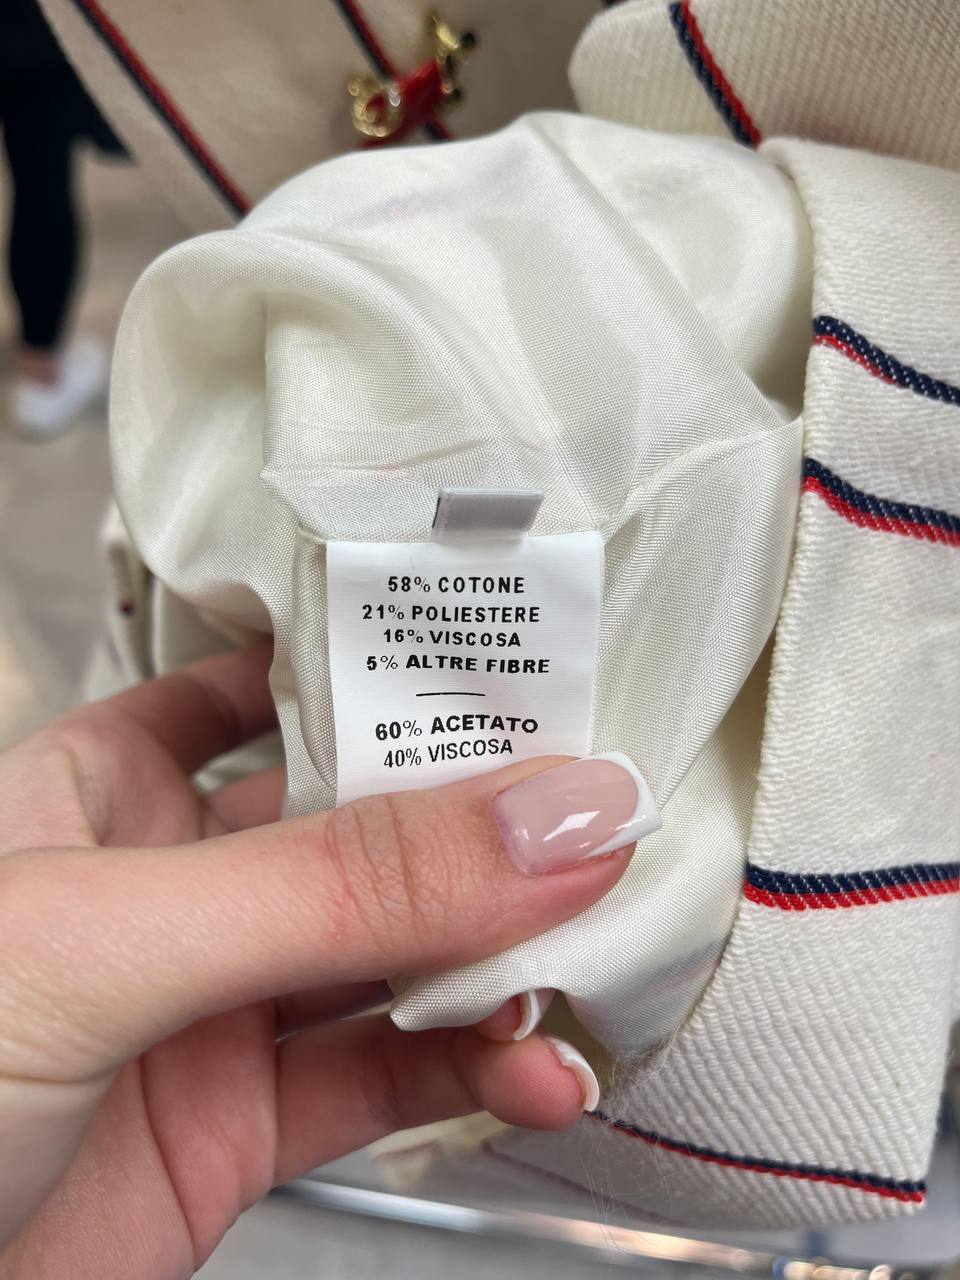 58% COTONE
21% POLIESTERE
16% VISCOSA
5% ALTRE FIBRE
60% ACETATO
40% VISCOSA